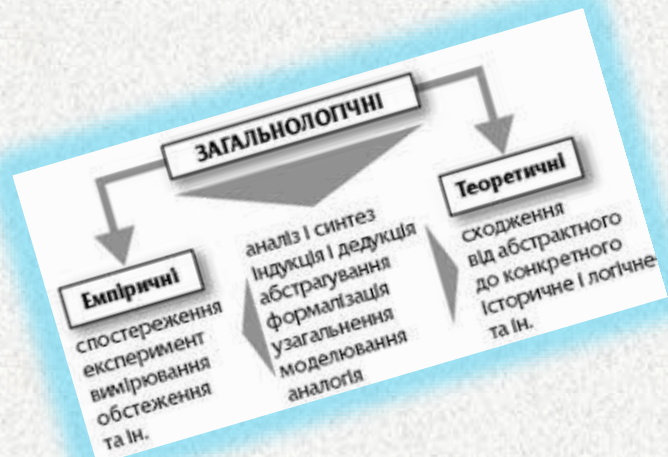 ЗАГАЛЬНОЛОГІЧНІ
Емпіричні
спостереження
експеримент
вимірювання
обстеження
та ін.
аналіз і синтез
індукція і дедукція
абстрагування
формалізація
узагальнення
моделювання
аналогія
Теоретичні
сходження
від абстрактного
до конкретного
історичне і логічне
та ін.